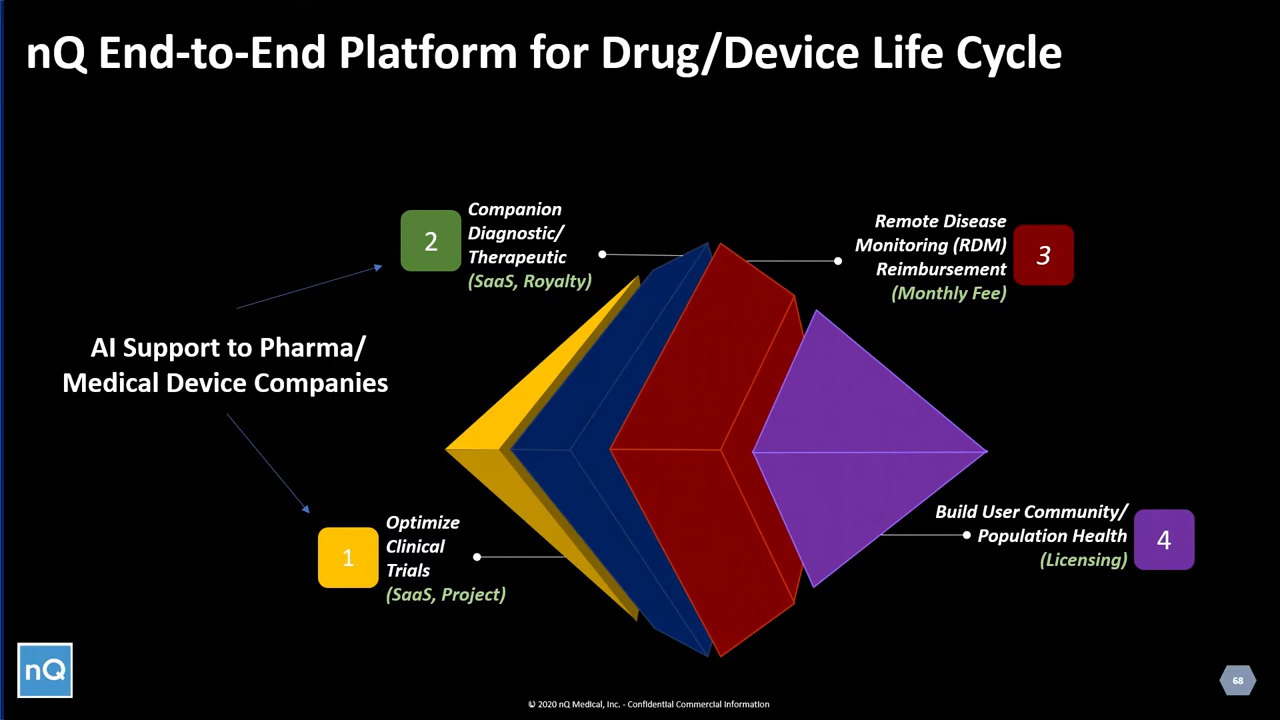 nQ End-to-End Platform for Drug/Device Life Cycle
2
Companion
Diagnostic/
Therapeutic
(SaaS, Royalty)
Remote Disease
Monitoring (RDM)
Reimbursement
(Monthly Fee)
3
AI Support to Pharma/
Medical Device Companies
1
Optimize
Clinical
Trials
(SaaS, Project)
Build User Community/
Population Health
(Licensing)
4
nQ
68
© 2020 nQ Medical, Inc. - Confidential Commercial Information